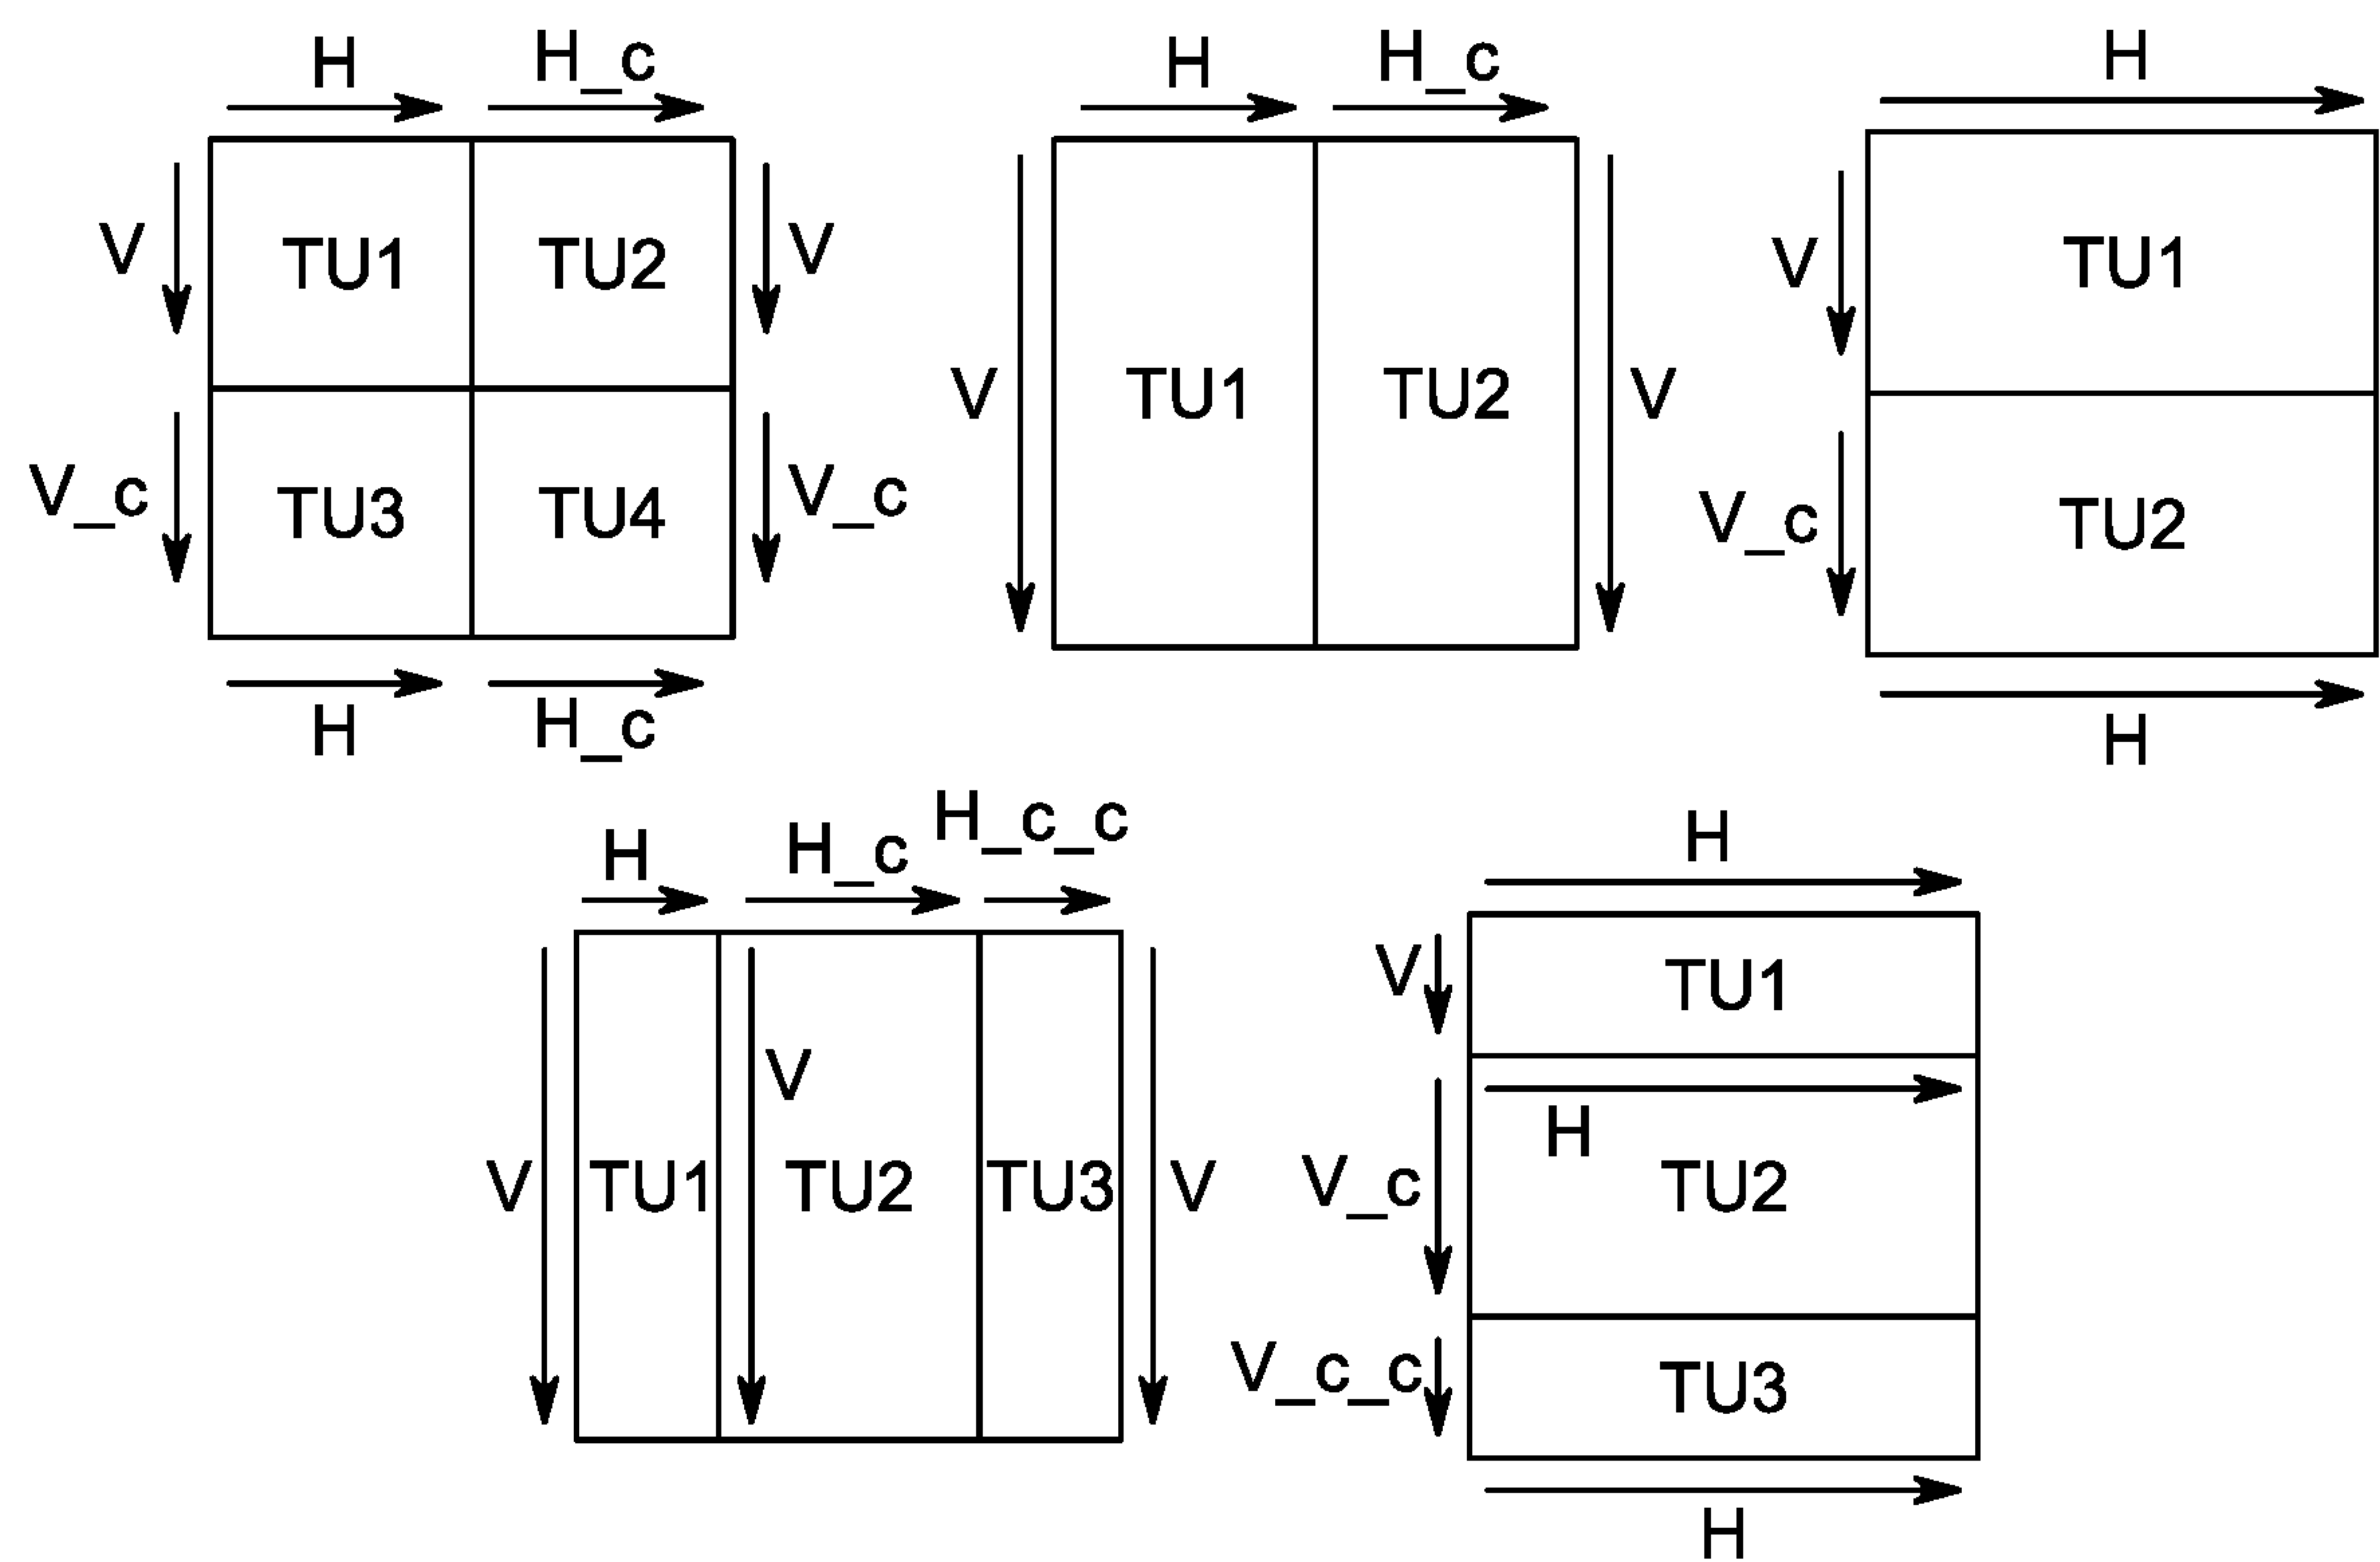 H H_c
V TU1 TU2 V
V_c TU3 TU4 V_c
H H_c
H H_c
V TU1 TU2 V
H
V TU1
V_c TU2
H
H H_c H_c_c
V
V TU1 TU2 TU3 V
H
V TU1
H
V_c TU2
V_c_c TU3
H